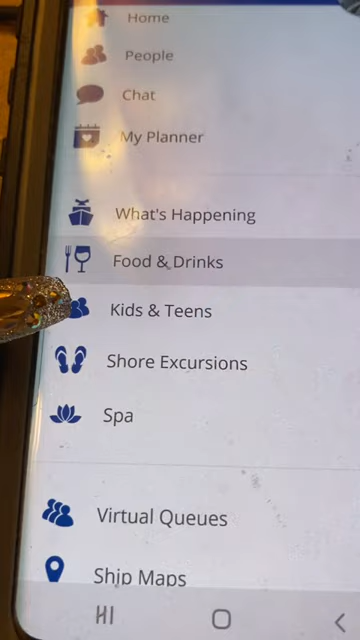 Home
People
Chat
My Planner
What's Happening
Food & Drinks
Kids & Teens
Shore Excursions
Spa
Virtual Queues
Ship Maps